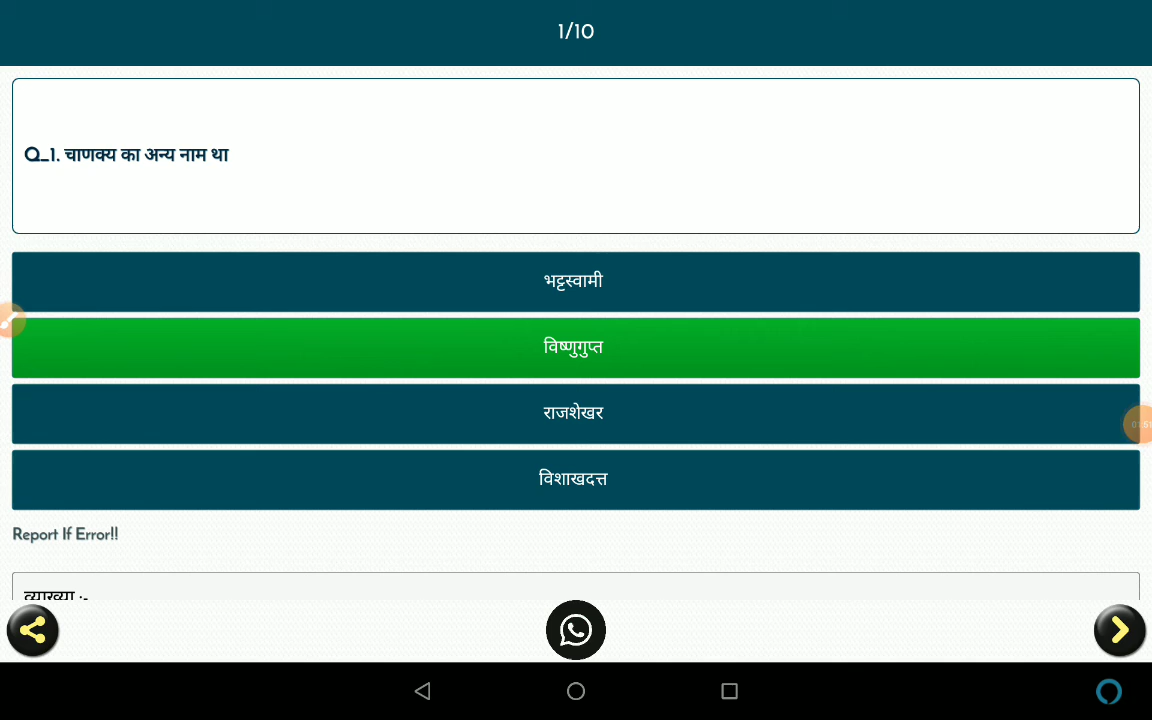 1/10
Q_1. चाणक्य का अन्य नाम था
भट्टस्वामी
विष्णुगुप्त
राजशेखर
विशाखदत्त
Report If Error!!
व्याख्या :-